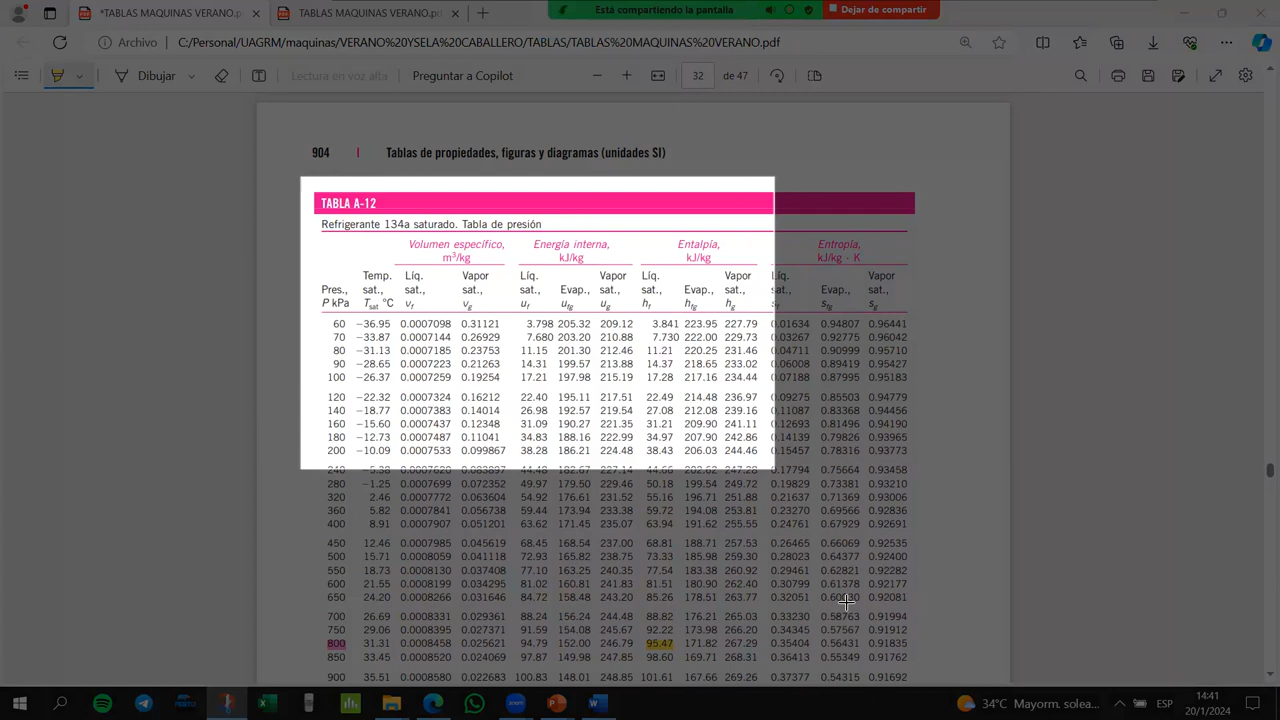 *TABLAS MAQUINAS VERANO.p
TABLAS MAQUINAS VERANO.pd
Está compartiendo la pantalla
Dejar de compartir
Archivo
C:/Personal/UAGRM/maquinas/VERANO%20YSELA%20CABALLERO/TABLAS/TABLAS%20MAQUINAS%20VERANO.pdf
Dibujar
Lectura en voz alta
Preguntar a Copilot
32 de 47
904 Tablas de propiedades, figuras y diagramas (unidades SI)
TABLA A-12
Refrigerante 134a saturado. Tabla de presión
Volumen específico, Energía interna, Entalpía, Entropía,
m³/kg kJ/kg kJ/kg kJ/kg · K
Temp. Líq. Vapor Líq. Vapor Líq. Vapor Líq. Vapor
Pres., sat., sat., sat., sat., Evap., sat., sat., Evap., sat., sat., Evap., sat.,
P kPa Tsat °C vf vg uf ufg ug hf hfg hg sf sfg sg
60 −36.95 0.0007098 0.31121 3.798 205.32 209.12 3.841 223.95 227.79 0.01634 0.94807 0.96441
70 −33.87 0.0007144 0.26929 7.680 203.20 210.88 7.730 222.00 229.73 0.03267 0.92775 0.96042
80 −31.13 0.0007185 0.23753 11.15 201.30 212.46 11.21 220.25 231.46 0.04711 0.90999 0.95710
90 −28.65 0.0007223 0.21263 14.31 199.57 213.88 14.37 218.65 233.02 0.06008 0.89419 0.95427
100 −26.37 0.0007259 0.19254 17.21 197.98 215.19 17.28 217.16 234.44 0.07188 0.87995 0.95183
120 −22.32 0.0007324 0.16212 22.40 195.11 217.51 22.49 214.48 236.97 0.09275 0.85503 0.94779
140 −18.77 0.0007383 0.14014 26.98 192.57 219.54 27.08 212.08 239.16 0.11087 0.83368 0.94456
160 −15.60 0.0007437 0.12348 31.09 190.27 221.35 31.21 209.90 241.11 0.12693 0.81496 0.94190
180 −12.73 0.0007487 0.11041 34.83 188.16 222.99 34.97 207.90 242.86 0.14139 0.79826 0.93965
200 −10.09 0.0007533 0.099867 38.28 186.21 224.48 38.43 206.03 244.46 0.15457 0.78316 0.93773
240 −5.38 0.0007620 0.083897 44.48 182.67 227.14 44.66 202.62 247.28 0.17794 0.75664 0.93458
280 −1.25 0.0007699 0.072352 49.97 179.50 229.46 50.18 199.54 249.72 0.19829 0.73381 0.93210
320 2.46 0.0007772 0.063604 54.92 176.61 231.52 55.16 196.71 251.88 0.21637 0.71369 0.93006
360 5.82 0.0007841 0.056738 59.44 173.94 233.38 59.72 194.08 253.81 0.23270 0.69566 0.92836
400 8.91 0.0007907 0.051201 63.62 171.45 235.07 63.94 191.62 255.55 0.24761 0.67929 0.92691
450 12.46 0.0007985 0.045619 68.45 168.54 237.00 68.81 188.71 257.53 0.26465 0.66069 0.92535
500 15.71 0.0008059 0.041118 72.93 165.82 238.75 73.33 185.98 259.30 0.28023 0.64377 0.92400
550 18.73 0.0008130 0.037408 77.10 163.25 240.35 77.54 183.38 260.92 0.29461 0.62821 0.92282
600 21.55 0.0008199 0.034295 81.02 160.81 241.83 81.51 180.90 262.40 0.30799 0.61378 0.92177
650 24.20 0.0008266 0.031646 84.72 158.48 243.20 85.26 178.51 263.77 0.32051 0.92081
700 26.69 0.0008331 0.029361 88.24 156.24 244.48 88.82 176.21 265.03 0.33230 0.58763 0.91994
750 29.06 0.0008395 0.027371 91.59 154.08 245.67 92.22 173.98 266.20 0.34345 0.57567 0.91912
800 31.31 0.0008458 0.025621 94.79 152.00 246.79 95.47 171.82 267.29 0.35404 0.56431 0.91835
850 33.45 0.0008520 0.024069 97.87 149.98 247.85 98.60 169.71 268.31 0.36413 0.55349 0.91762
900 35.51 0.0008580 0.022683 100.83 148.01 248.85 101.61 167.66 269.26 0.37377 0.54315 0.91692
34°C Mayorm. solea...
ESP
14:41
20/1/2024